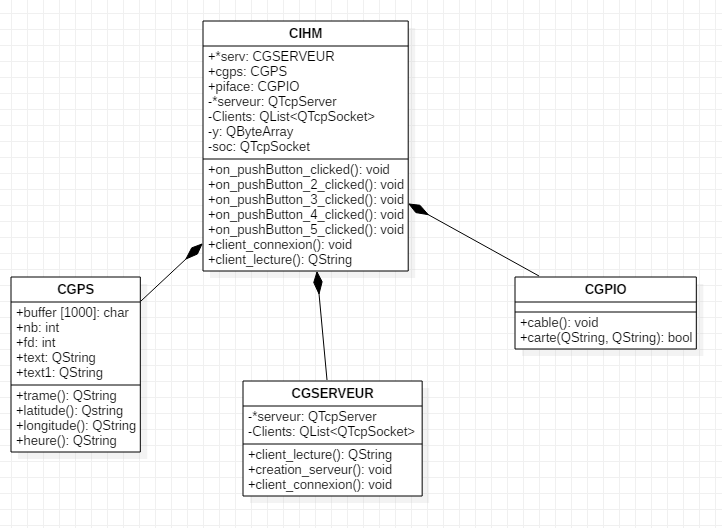 CIHM
+*serv: CGSERVEUR
+cgps: CGPS
+piface: CGPIO
-*serveur: QTcpServer
-Clients: QList<QTcpSocket>
-y: QByteArray
-soc: QTcpSocket
+on_pushButton_clicked(): void
+on_pushButton_2_clicked(): void
+on_pushButton_3_clicked(): void
+on_pushButton_4_clicked(): void
+on_pushButton_5_clicked(): void
+client_connexion(): void
+client_lecture(): QString
CGPS
+buffer [1000]: char
+nb: int
+fd: int
+text: QString
+text1: QString
+trame(): QString
+latitude(): Qstring
+longitude(): QString
+heure(): QString
CGPIO
+cable(): void
+carte(QString, QString): bool
CGSERVEUR
-*serveur: QTcpServer
-Clients: QList<QTcpSocket>
+client_lecture(): QString
+creation_serveur(): void
+client_connexion(): void